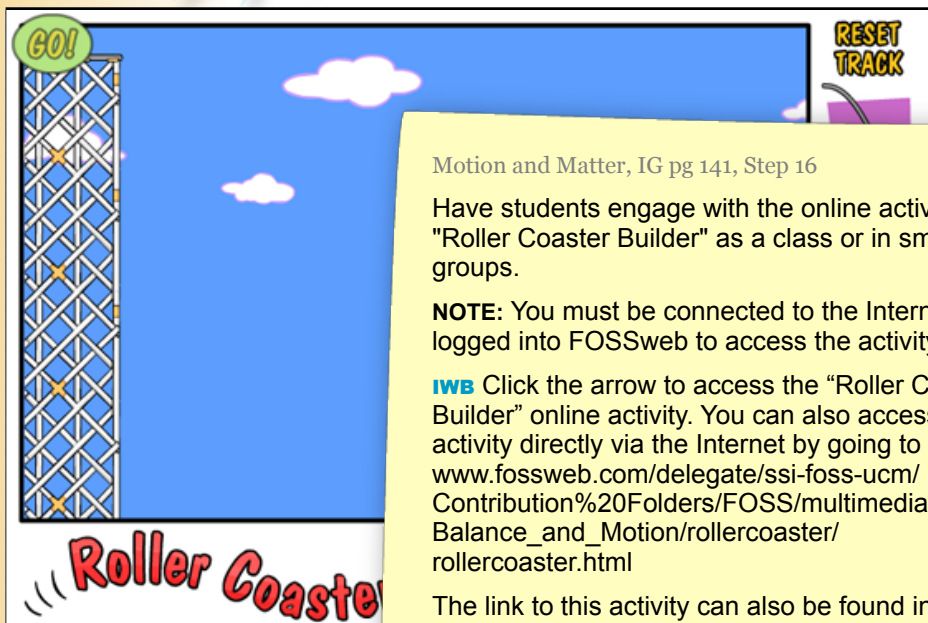 GO!
RESET
TRACK
Motion and Matter, IG pg 141, Step 16
Have students engage with the online activ
"Roller Coaster Builder" as a class or in sm
groups.
NOTE: You must be connected to the Intern
logged into FOSSweb to access the activity
IWB Click the arrow to access the “Roller C
Builder” online activity. You can also access
activity directly via the Internet by going to
www.fossweb.com/delegate/ssi-foss-ucm/
Contribution%20Folders/FOSS/multimedia
Balance_and_Motion/rollercoaster/
rollercoaster.html
The link to this activity can also be found in
Roller Coaster